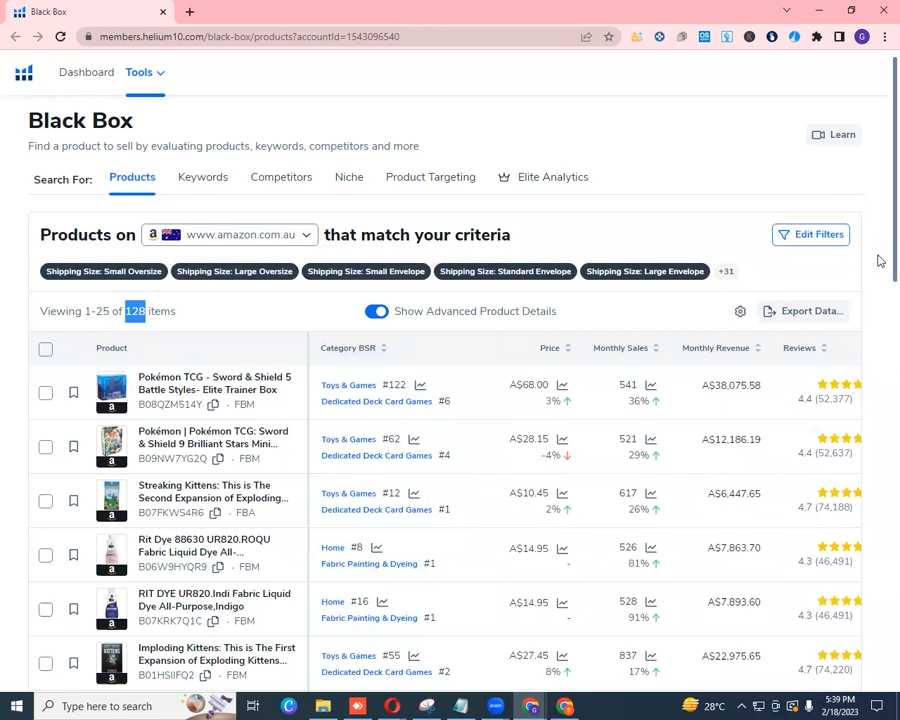 Black Box
members.helium10.com/black-box/products?accountId=1543096540
G
Dashboard
Tools
Black Box
Find a product to sell by evaluating products, keywords, competitors and more
Learn
Search For:
Products
Keywords
Competitors
Niche
Product Targeting
Elite Analytics
Products on
a
www.amazon.com.au
that match your criteria
Edit Filters
Shipping Size: Small Oversize
Shipping Size: Large Oversize
Shipping Size: Small Envelope
Shipping Size: Standard Envelope
Shipping Size: Large Envelope
+31
Viewing 1-25 of 128 items
Show Advanced Product Details
Export Data...
Product
Category BSR
Price
Monthly Sales
Monthly Revenue
Reviews
Pokémon TCG - Sword & Shield 5
Battle Styles- Elite Trainer Box
B08QZM514Y · FBM
Toys & Games #122
Dedicated Deck Card Games #6
A$68.00
3%
541
36%
A$38,075.58
4.4 (52,377)
Pokémon | Pokémon TCG: Sword
& Shield 9 Brilliant Stars Mini...
B09NW7YG2Q · FBM
Toys & Games #62
Dedicated Deck Card Games #4
A$28.15
-4%
521
29%
A$12,186.19
4.4 (52,637)
Streaking Kittens: This is The
Second Expansion of Exploding...
B07FKWS4R6 · FBA
Toys & Games #12
Dedicated Deck Card Games #1
A$10.45
2%
617
26%
A$6,447.65
4.7 (74,188)
Rit Dye 88630 UR820.ROQU
Fabric Liquid Dye All-...
B06W9HYQR9 · FBM
Home #8
Fabric Painting & Dyeing #1
A$14.95
-
526
81%
A$7,863.70
4.3 (46,491)
RIT DYE UR820.Indi Fabric Liquid
Dye All-Purpose,Indigo
B07KRK7Q1C · FBM
Home #16
Fabric Painting & Dyeing #1
A$14.95
-
528
91%
A$7,893.60
4.3 (46,491)
Imploding Kittens: This is The First
Expansion of Exploding Kittens...
B01HSIIFQ2 · FBM
Toys & Games #55
Dedicated Deck Card Games #2
A$27.45
8%
837
17%
A$22,975.65
4.7 (74,220)
Type here to search
28°C
5:39 PM
2/18/2023